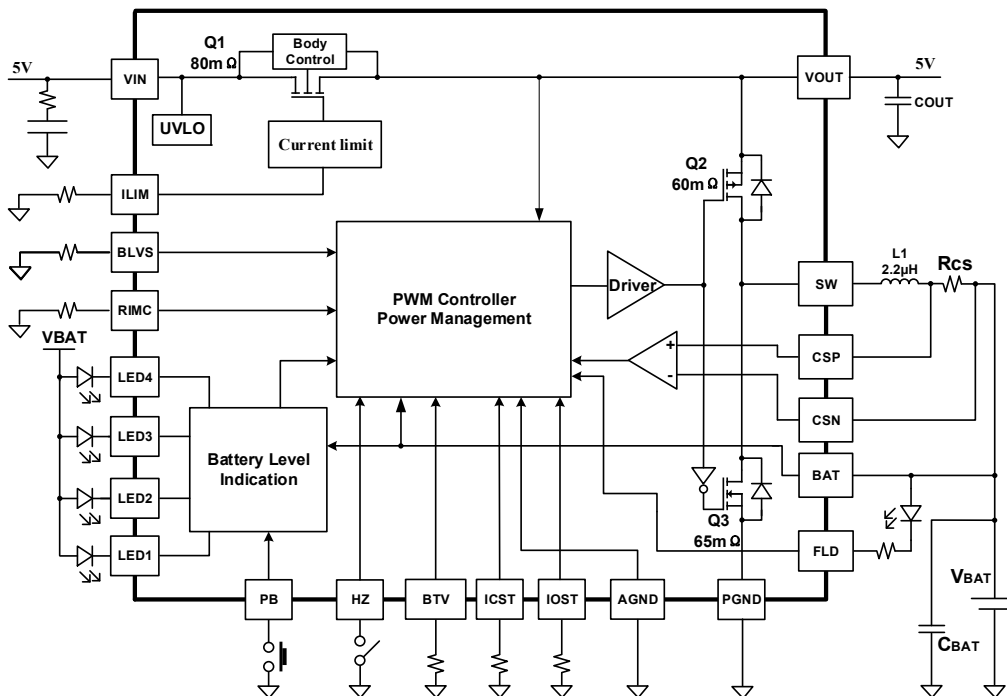 Q1
80mΩ
Body
Control
5V
VIN
VOUT
5V
COUT
UVLO
Current limit
Q2
60mΩ
ILIM
BLVS
RIMC
PWM Controller
Power Management
Driver
SW
L1
2.2µH
Rcs
VBAT
+
-
CSP
CSN
LED4
LED3
LED2
LED1
Battery Level
Indication
BAT
Q3
65mΩ
FLD
PB
HZ
BTV
ICST
IOST
AGND
PGND
VBAT
CBAT